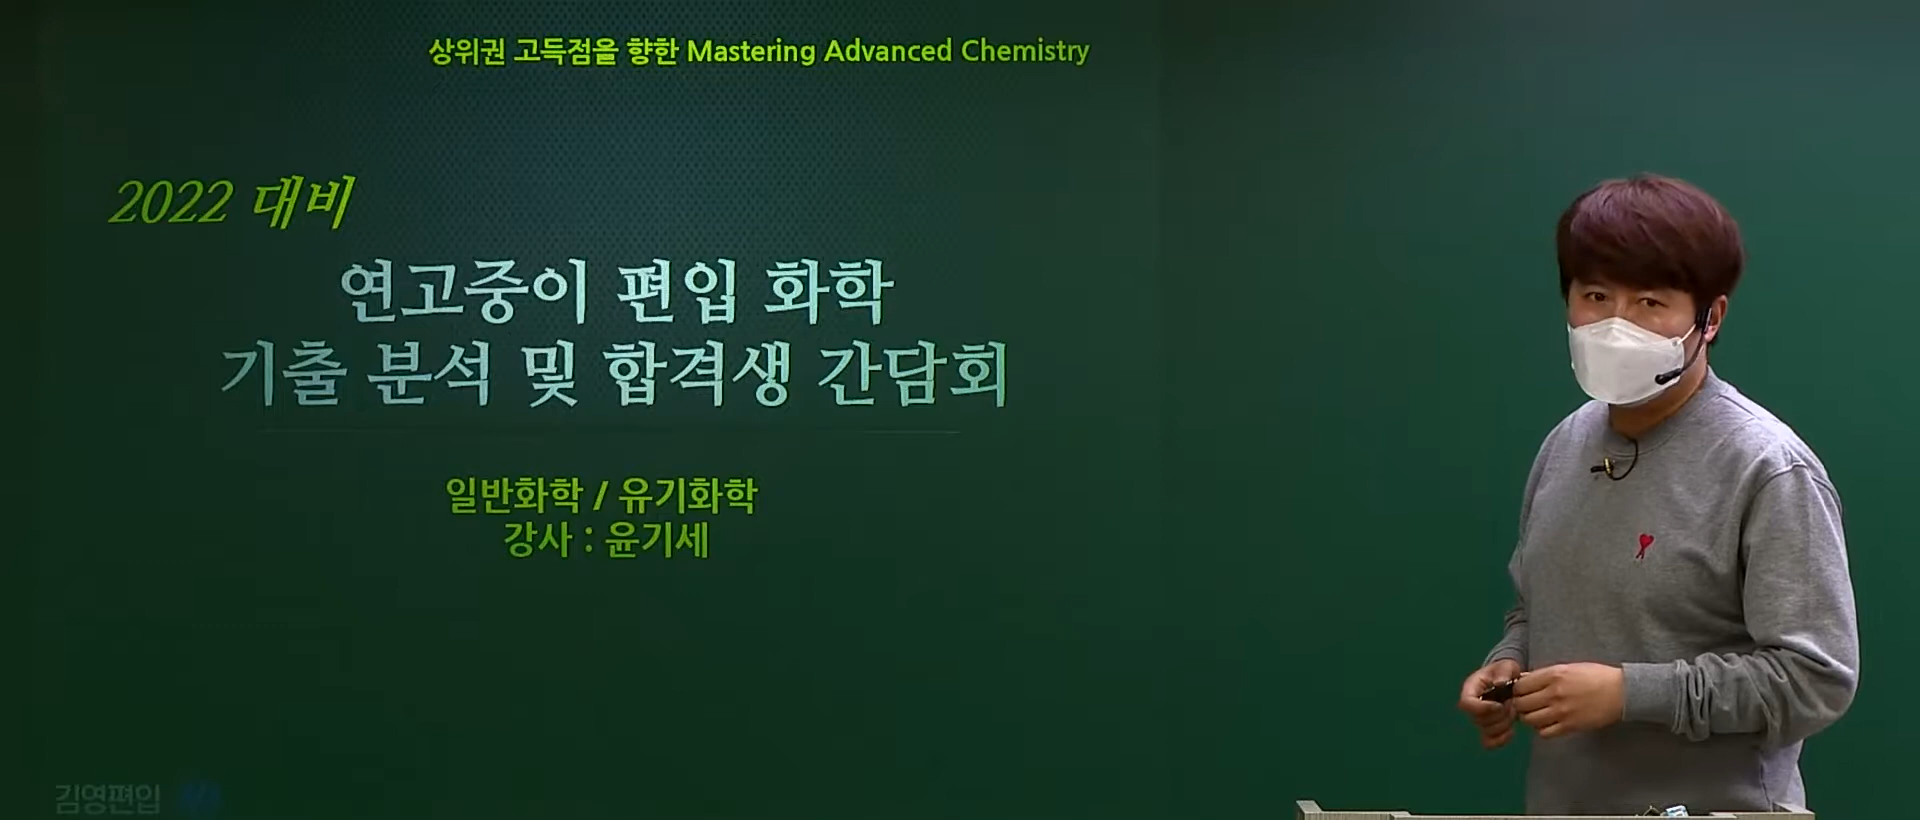 상위권 고득점을 향한 Mastering Advanced Chemistry
2022 대비
연고중이 편입 화학
기출 분석 및 합격생 간담회
일반화학 / 유기화학
강사 : 윤기세
김영편입